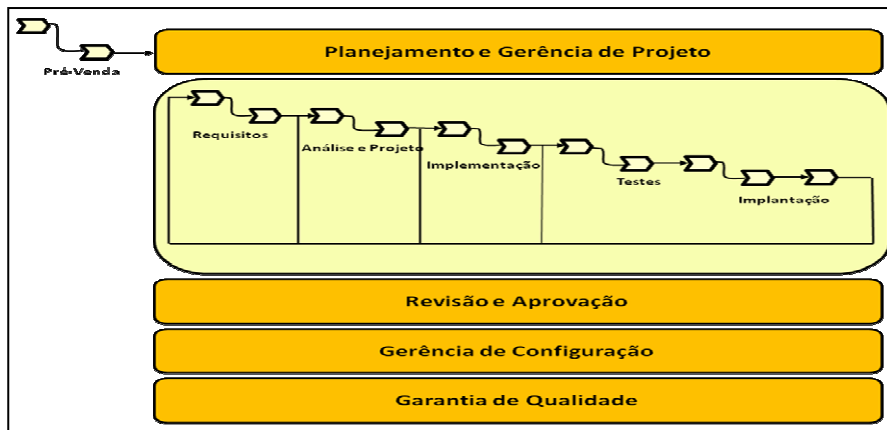 Planejamento e Gerência de Projeto
Pré-Venda
Requisitos
Análise e Projeto
Implementação
Testes
Implantação
Revisão e Aprovação
Gerência de Configuração
Garantia de Qualidade